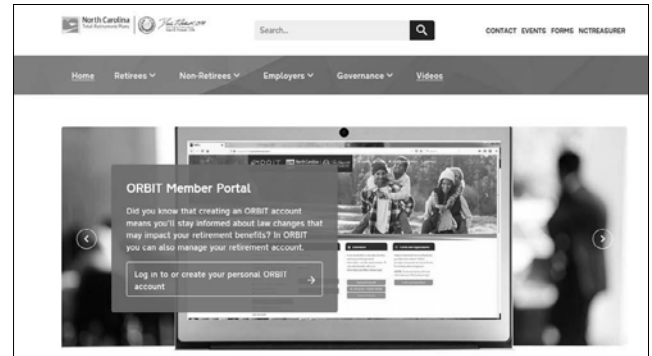 North Carolina
Total Retirement Plans
Search...
CONTACT EVENTS FORMS NCTREASURER
Home Retirees Non-Retirees Employers Governance Videos
ORBIT North Carolina
ORBIT Member Portal
Did you know that creating an ORBIT account
means you'll stay informed about law changes that
may impact your retirement benefits? In ORBIT
you can also manage your retirement account.
Log in to or create your personal ORBIT
account